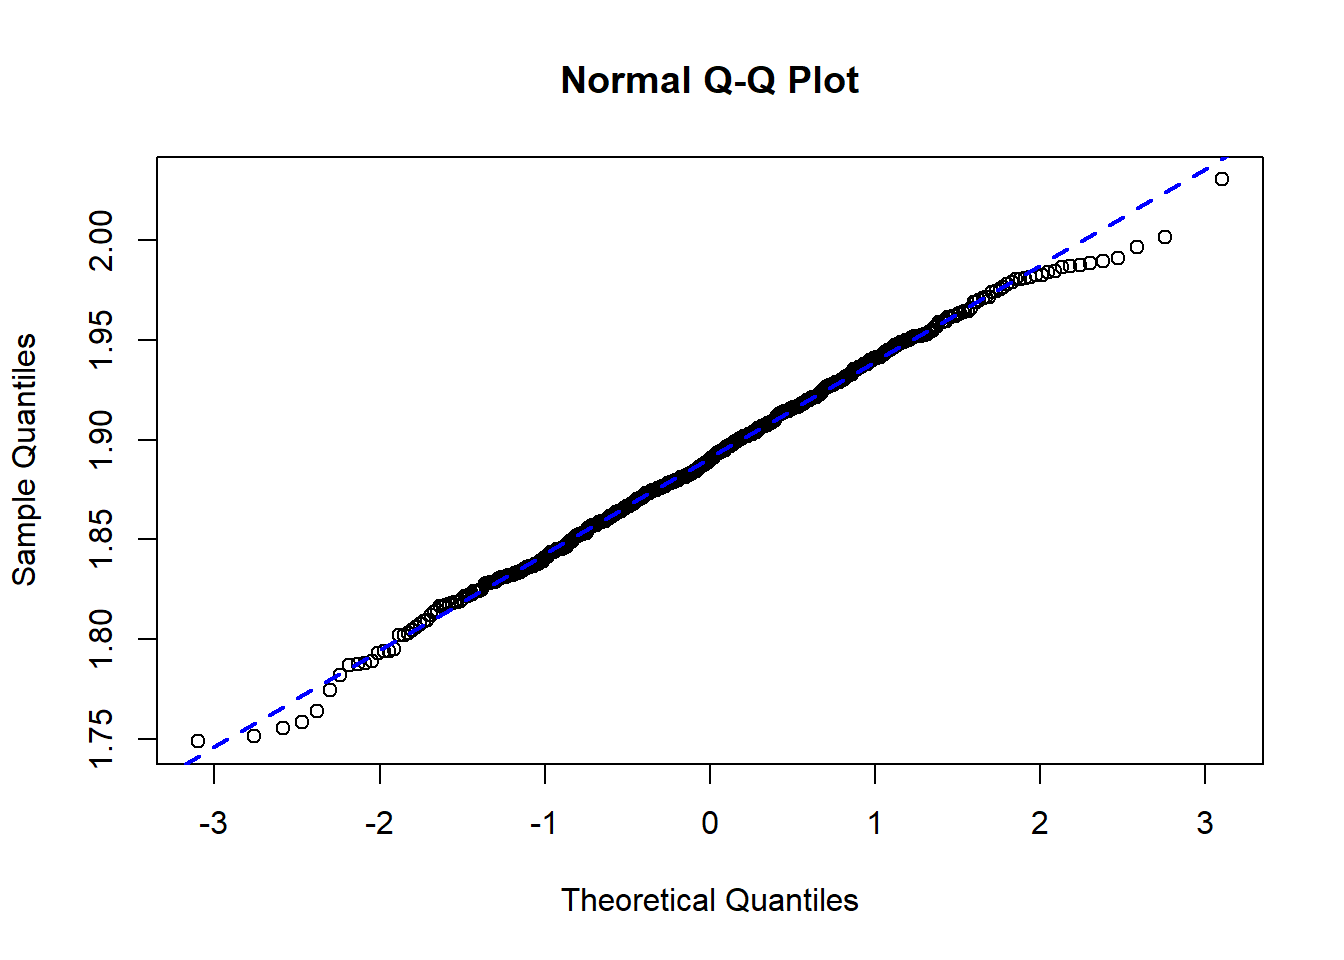 Normal Q-Q Plot
Sample Quantiles
2.00
1.95
1.90
1.85
1.80
1.75
-3 -2 -1 0 1 2 3
Theoretical Quantiles